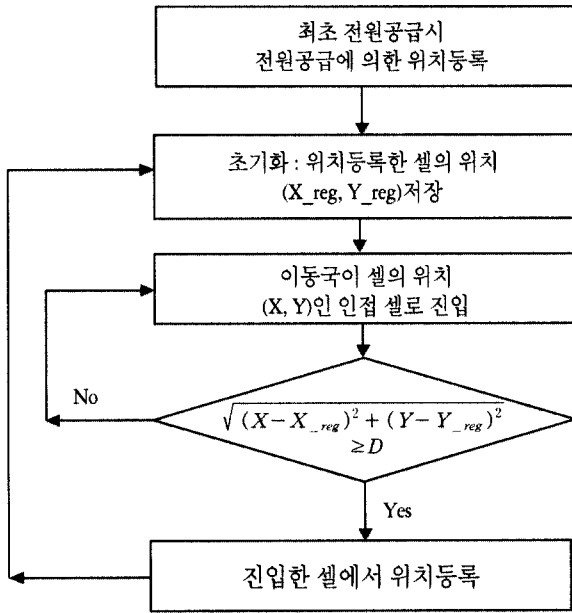 최초 전원공급시
전원공급에 의한 위치등록
초기화 : 위치등록한 셀의 위치
(X_reg, Y_reg)저장
이동국이 셀의 위치
(X, Y)인 인접 셀로 진입
No
√(X−X_reg)² + (Y−Y_reg)²
≥D
Yes
진입한 셀에서 위치등록